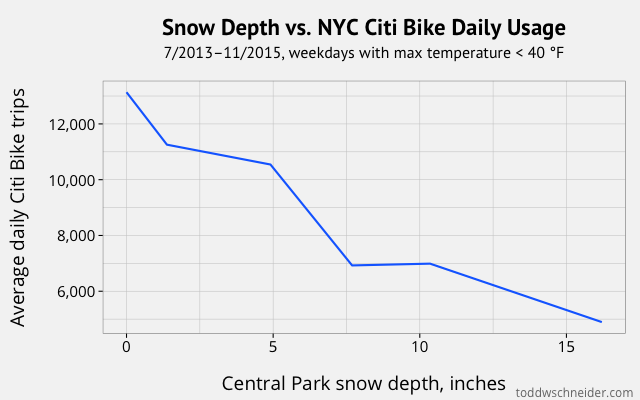 Snow Depth vs. NYC Citi Bike Daily Usage
7/2013–11/2015, weekdays with max temperature < 40 °F
Average daily Citi Bike trips
12,000
10,000
8,000
6,000
0 5 10 15
Central Park snow depth, inches
toddwschneider.com